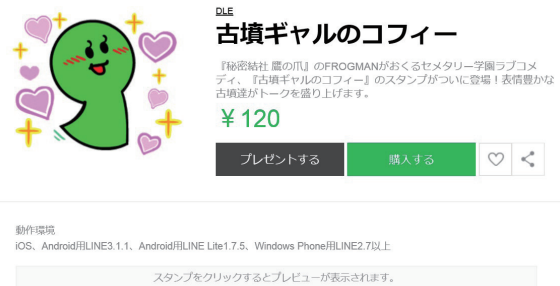 DLE
古墳ギャルのコフィー
『秘密結社 鷹の爪』のFROGMANがおくるセメタリー学園ラブコメ
ディ、『古墳ギャルのコフィー』のスタンプがついに登場！表情豊かな
古墳達がトークを盛り上げます。
￥120
プレゼントする
購入する
動作環境
iOS、Android用LINE3.1.1、Android用LINE Lite1.7.5、Windows Phone用LINE2.7以上
スタンプをクリックするとプレビューが表示されます。